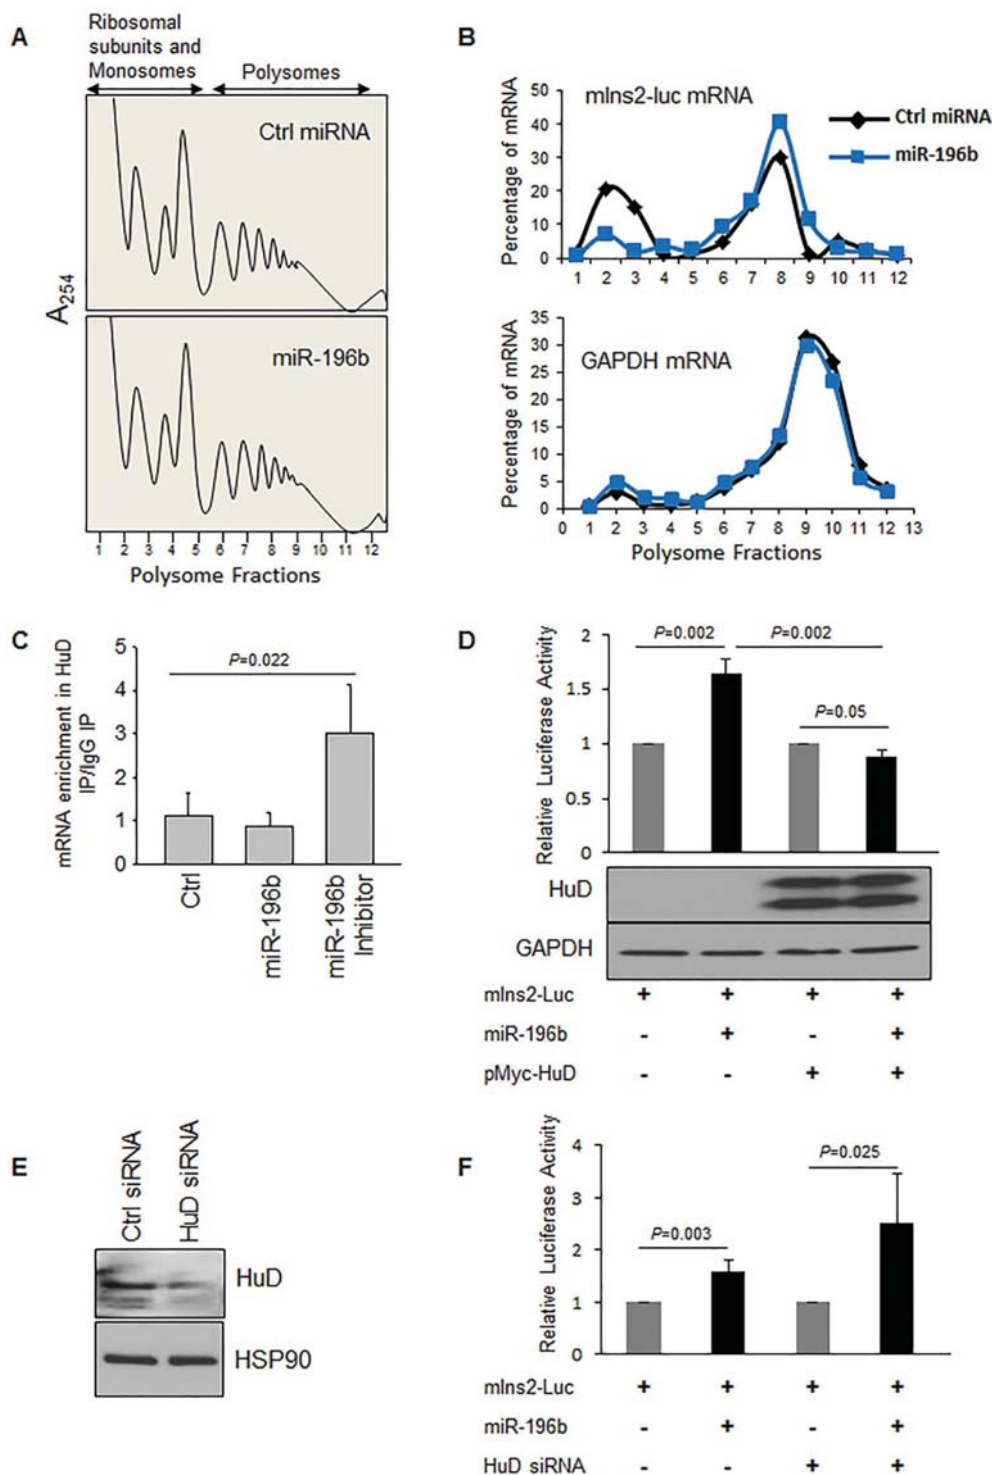 A
Ribosomal
subunits and
Monosomes
Polysomes
Ctrl miRNA
miR-196b
A254
1 2 3 4 5 6 7 8 9 10 11 12
Polysome Fractions
B
mIns2-luc mRNA
Ctrl miRNA
miR-196b
Percentage of mRNA
50
40
30
20
10
0
1 2 3 4 5 6 7 8 9 10 11 12
GAPDH mRNA
Percentage of mRNA
35
30
25
20
15
10
5
0
0 1 2 3 4 5 6 7 8 9 10 11 12 13
Polysome Fractions
C
mRNA enrichment in HuD
IP/IgG IP
5
4
3
2
1
0
P=0.022
Ctrl
miR-196b
miR-196b
Inhibitor
D
Relative Luciferase Activity
2
1.5
1
0.5
0
P=0.002
P=0.002
P=0.05
HuD
GAPDH
mIns2-Luc + + + +
miR-196b - + - +
pMyc-HuD - - + +
E
Ctrl siRNA
HuD siRNA
HuD
HSP90
F
Relative Luciferase Activity
4
3
2
1
0
P=0.003
P=0.025
mIns2-Luc + + + +
miR-196b - + - +
HuD siRNA - - + +